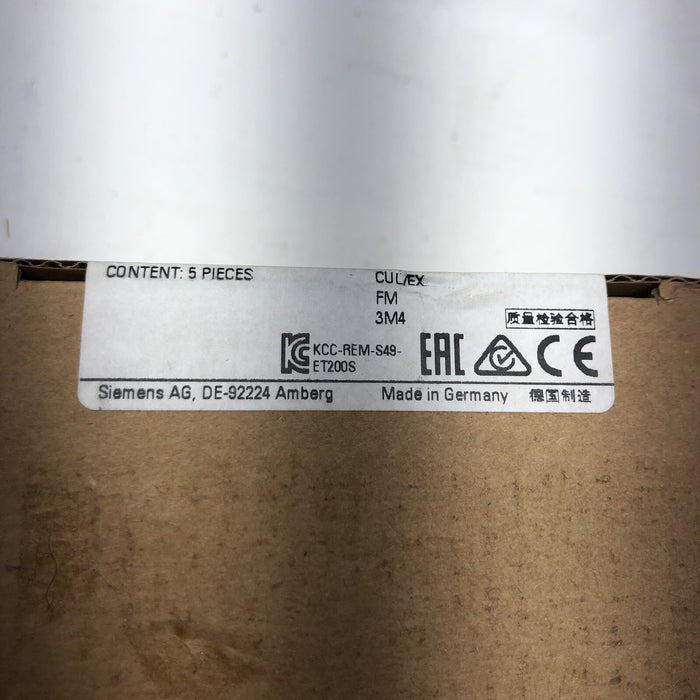 CONTENT: 5 PIECES
CUL/EX
FM
3M4
质量检验合格
KCC-REM-S49-
ET200S
EAC
CE
Siemens AG, DE-92224 Amberg Made in Germany 德国制造